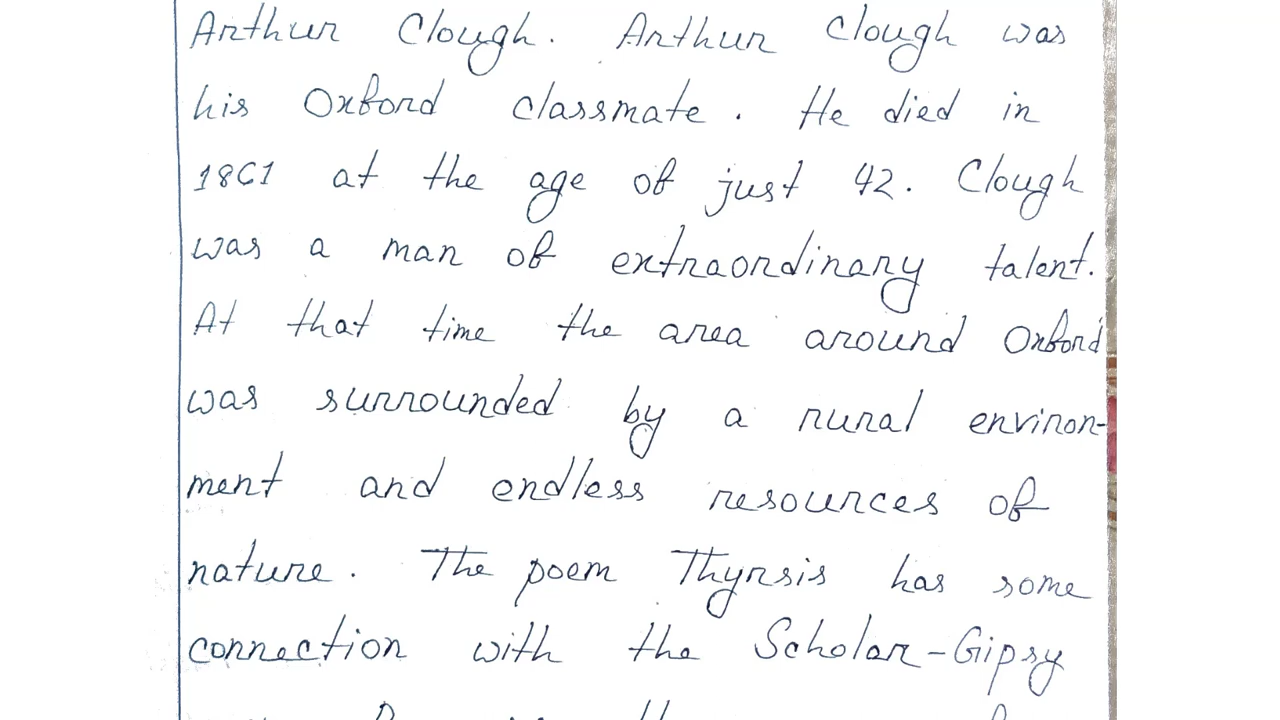 Arthur Clough. Arthur Clough was
his Oxford classmate. He died in
1861 at the age of just 42. Clough
was a man of extraordinary talent.
At that time the area around Oxford
was surrounded by a rural environ-
ment and endless resources of
nature. The poem Thyrsis has some
connection with the Scholar-Gipsy